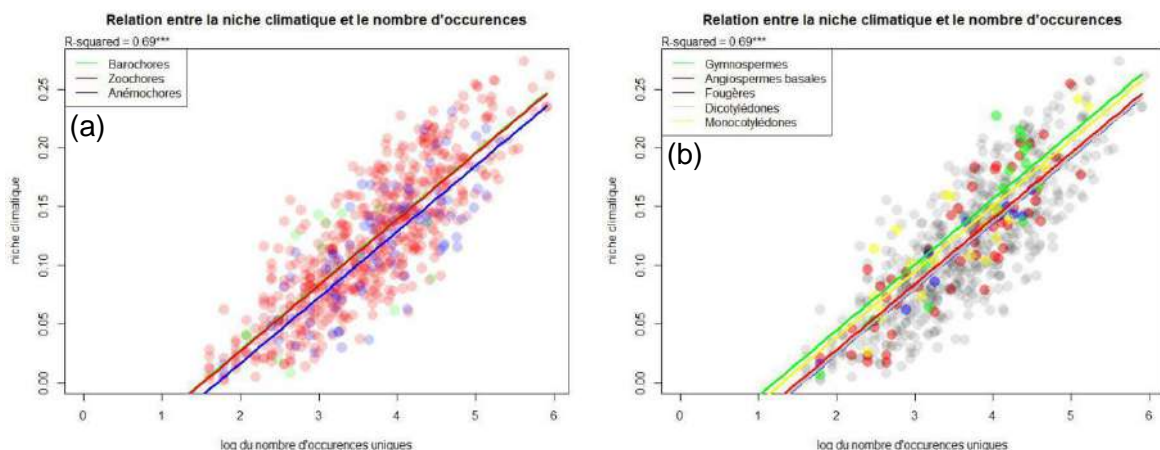 Relation entre la niche climatique et le nombre d'occurences
R-squared = 0.69***
Barochores
Zoochores
Anémochores
(a)
niche climatique
0.25
0.20
0.15
0.10
0.05
0.00
0 1 2 3 4 5 6
log du nombre d'occurences uniques
Relation entre la niche climatique et le nombre d'occurences
R-squared = 0.69***
Gymnospermes
Angiospermes basales
Fougères
Dicotylédones
Monocotylédones
(b)
niche climatique
0.25
0.20
0.15
0.10
0.05
0.00
0 1 2 3 4 5 6
log du nombre d'occurences uniques